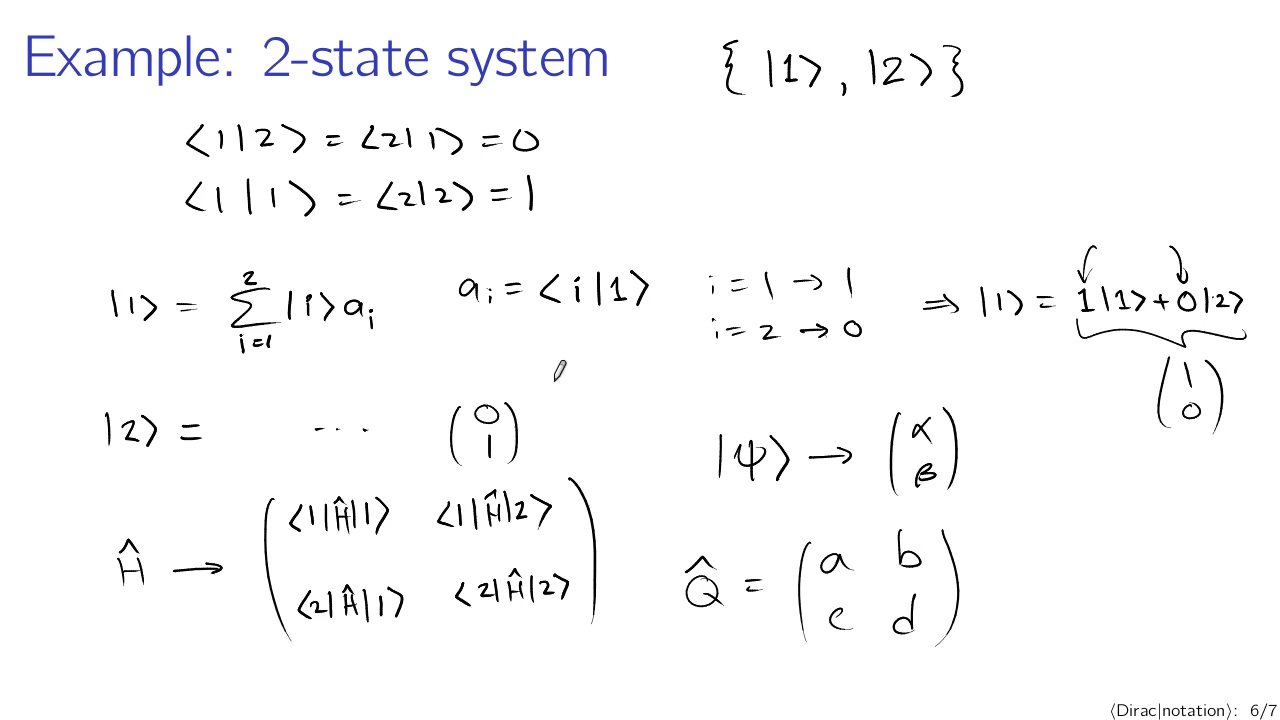 Example: 2-state system { |1⟩ , |2⟩ }
⟨1|2⟩ = ⟨2|1⟩ = 0
⟨1|1⟩ = ⟨2|2⟩ = 1
|1⟩ = ∑_{i=1}^{2} |i⟩ a_i    a_i = ⟨i|1⟩    i = 1 → 1    ⇒ |1⟩ = 1|1⟩ + 0|2⟩
i = 2 → 0
(1 0)
|2⟩ = ... (0 1)    |ψ⟩ → (α β)
Ĥ → (⟨1|Ĥ|1⟩ ⟨1|Ĥ|2⟩
⟨2|Ĥ|1⟩ ⟨2|Ĥ|2⟩)
Q̂ = (a b
c d)
⟨Dirac|notation⟩: 6/7